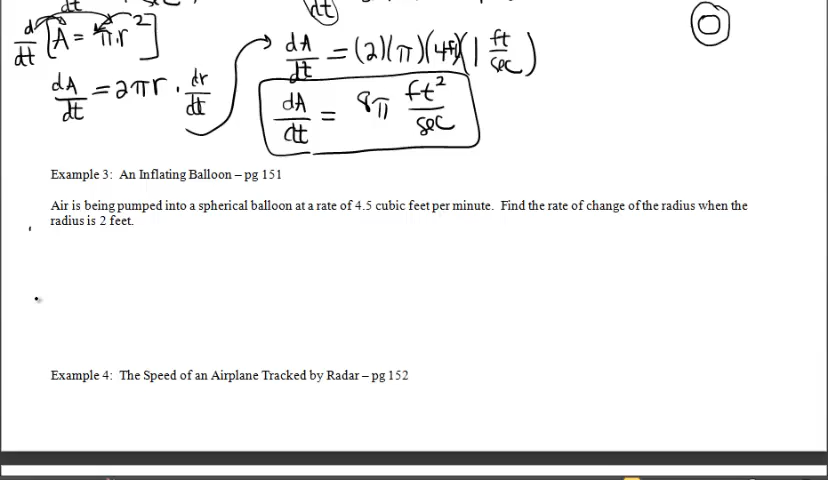 dt
d/dt [A = π·r²]
dA/dt = 2πr · dr/dt
dA/dt = (2)(π)(4ft)(1 ft/sec)
dA/dt = 8π ft²/sec
Example 3: An Inflating Balloon – pg 151
Air is being pumped into a spherical balloon at a rate of 4.5 cubic feet per minute. Find the rate of change of the radius when the
radius is 2 feet.
Example 4: The Speed of an Airplane Tracked by Radar – pg 152